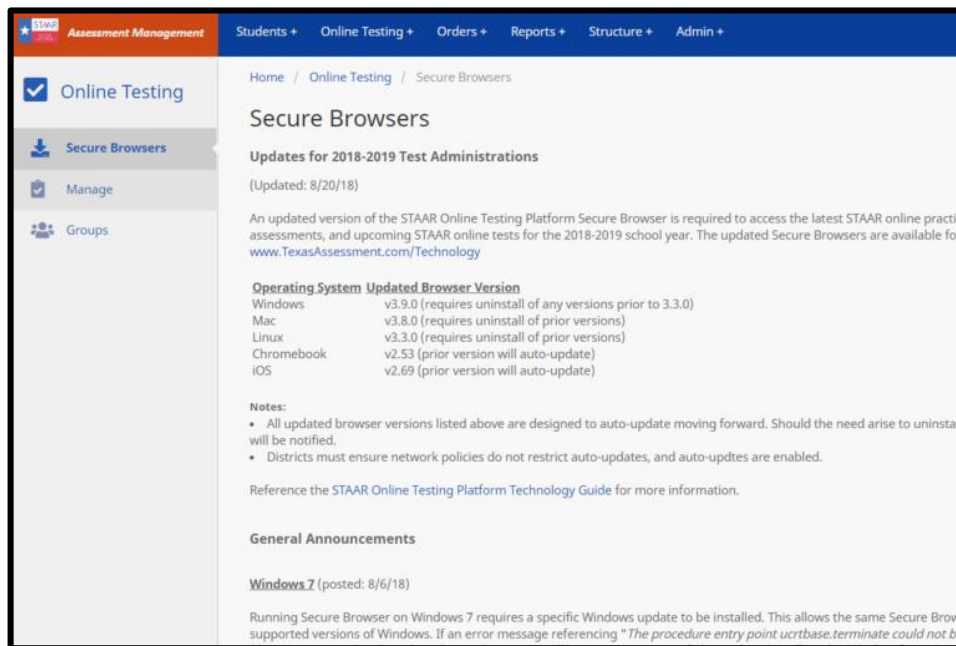 STAAR
Assessment Management
Students + Online Testing + Orders + Reports + Structure + Admin +
Online Testing
Secure Browsers
Manage
Groups
Home / Online Testing / Secure Browsers
Secure Browsers
Updates for 2018-2019 Test Administrations
(Updated: 8/20/18)
An updated version of the STAAR Online Testing Platform Secure Browser is required to access the latest STAAR online practi
assessments, and upcoming STAAR online tests for the 2018-2019 school year. The updated Secure Browsers are available fo
www.TexasAssessment.com/Technology
Operating System Updated Browser Version
Windows v3.9.0 (requires uninstall of any versions prior to 3.3.0)
Mac v3.8.0 (requires uninstall of prior versions)
Linux v3.3.0 (requires uninstall of prior versions)
Chromebook v2.53 (prior version will auto-update)
iOS v2.69 (prior version will auto-update)
Notes:
• All updated browser versions listed above are designed to auto-update moving forward. Should the need arise to uninsta
will be notified.
• Districts must ensure network policies do not restrict auto-updates, and auto-updtes are enabled.
Reference the STAAR Online Testing Platform Technology Guide for more information.
General Announcements
Windows 7 (posted: 8/6/18)
Running Secure Browser on Windows 7 requires a specific Windows update to be installed. This allows the same Secure Brow
supported versions of Windows. If an error message referencing "The procedure entry point ucrtbase.terminate could not b